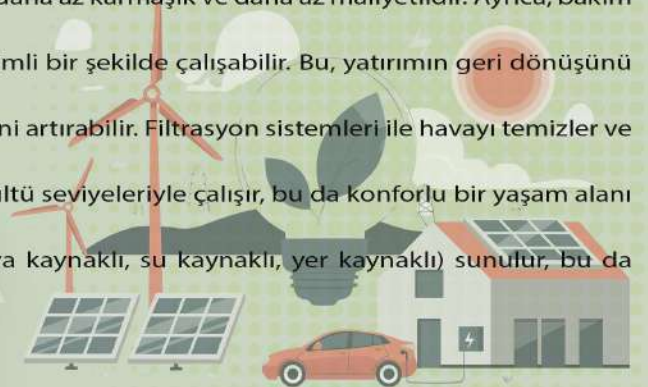 daha az karmaşık ve daha az maliyetlidir. Ayrıca, bakım
mli bir şekilde çalışabilir. Bu, yatırımın geri dönüşünü
ni artırabilir. Filtrasyon sistemleri ile havayı temizler ve
ltü seviyeleriyle çalışır, bu da konforlu bir yaşam alanı
va kaynaklı, su kaynaklı, yer kaynaklı) sunulur, bu da